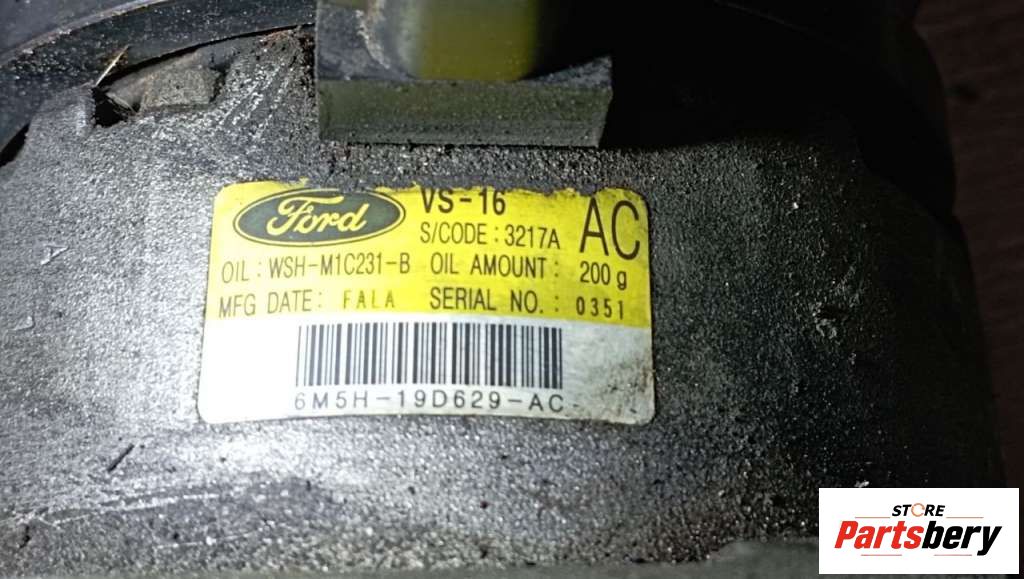 Ford
VS-16
S/CODE : 3217A
AC
OIL : WSH-M1C231-B OIL AMOUNT : 200 g
MFG DATE : FALA SERIAL NO. : 0351
6M5H-19D629-AC
STORE
Partsbery